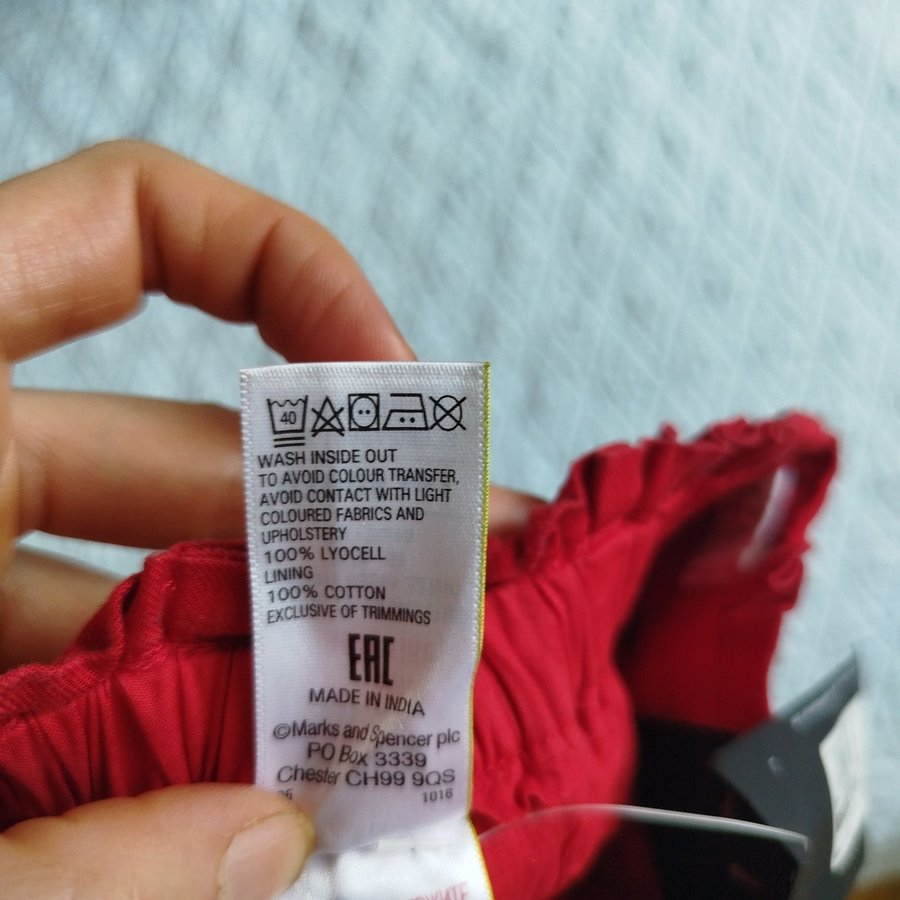 40
WASH INSIDE OUT
TO AVOID COLOUR TRANSFER,
AVOID CONTACT WITH LIGHT
COLOURED FABRICS AND
UPHOLSTERY
100% LYOCELL
LINING
100% COTTON
EXCLUSIVE OF TRIMMINGS
EAC
MADE IN INDIA
©Marks and Spencer plc
PO Box 3339
Chester CH99 9QS
1016